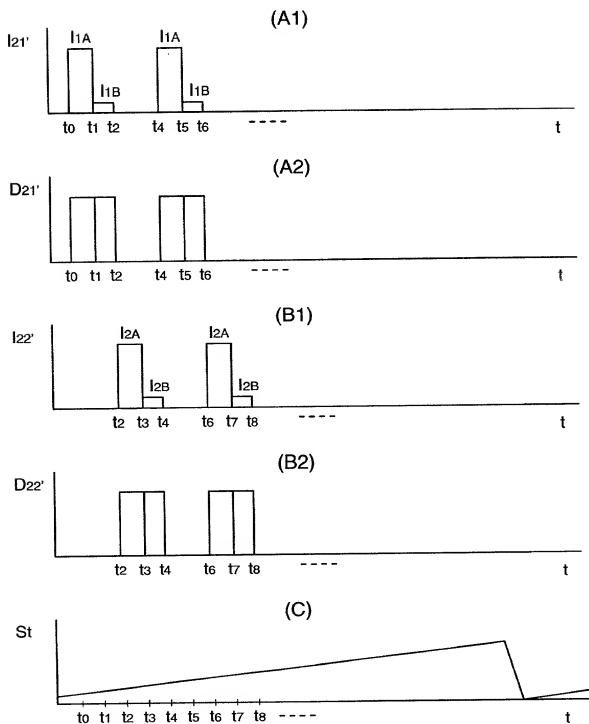 (A1)
I21'
I1A I1A
I1B I1B
t0 t1 t2 t4 t5 t6 ---- t
(A2)
D21'
t0 t1 t2 t4 t5 t6 ---- t
(B1)
I22'
I2A I2A
I2B I2B
t2 t3 t4 t6 t7 t8 ---- t
(B2)
D22'
t2 t3 t4 t6 t7 t8 ---- t
(C)
St
t0 t1 t2 t3 t4 t5 t6 t7 t8 ---- t